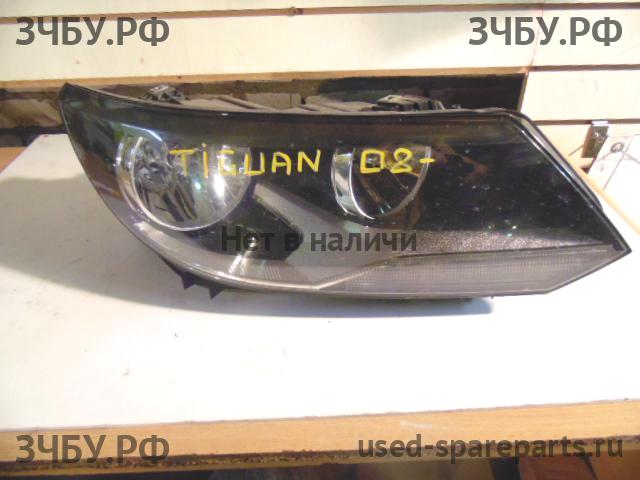 ЗЧБУ.РФ ЗЧБУ.РФ
TIGUAN 08-
Нет в наличи
ЗЧБУ.РФ used-spareparts.ru